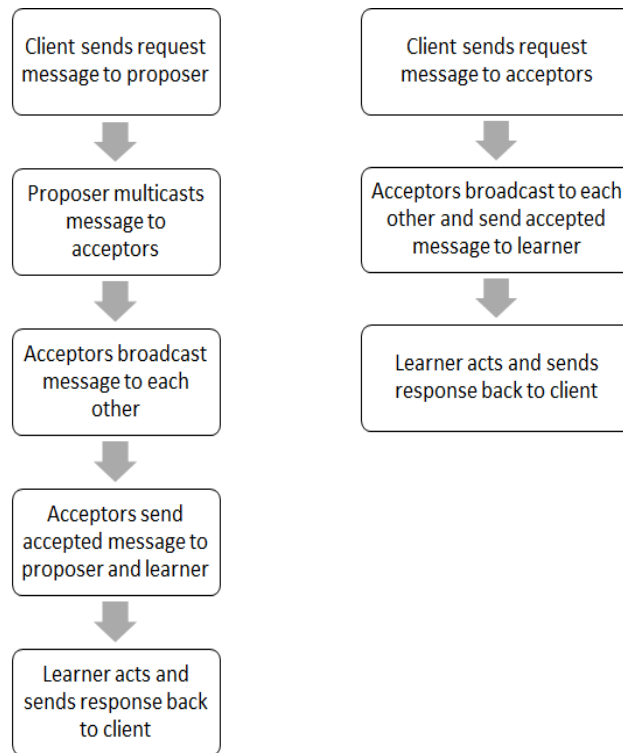 Client sends request
message to proposer
Proposer multicasts
message to
acceptors
Acceptors broadcast
message to each
other
Acceptors send
accepted message to
proposer and learner
Learner acts and
sends response back
to client
Client sends request
message to acceptors
Acceptors broadcast to each
other and send accepted
message to learner
Learner acts and sends
response back to client